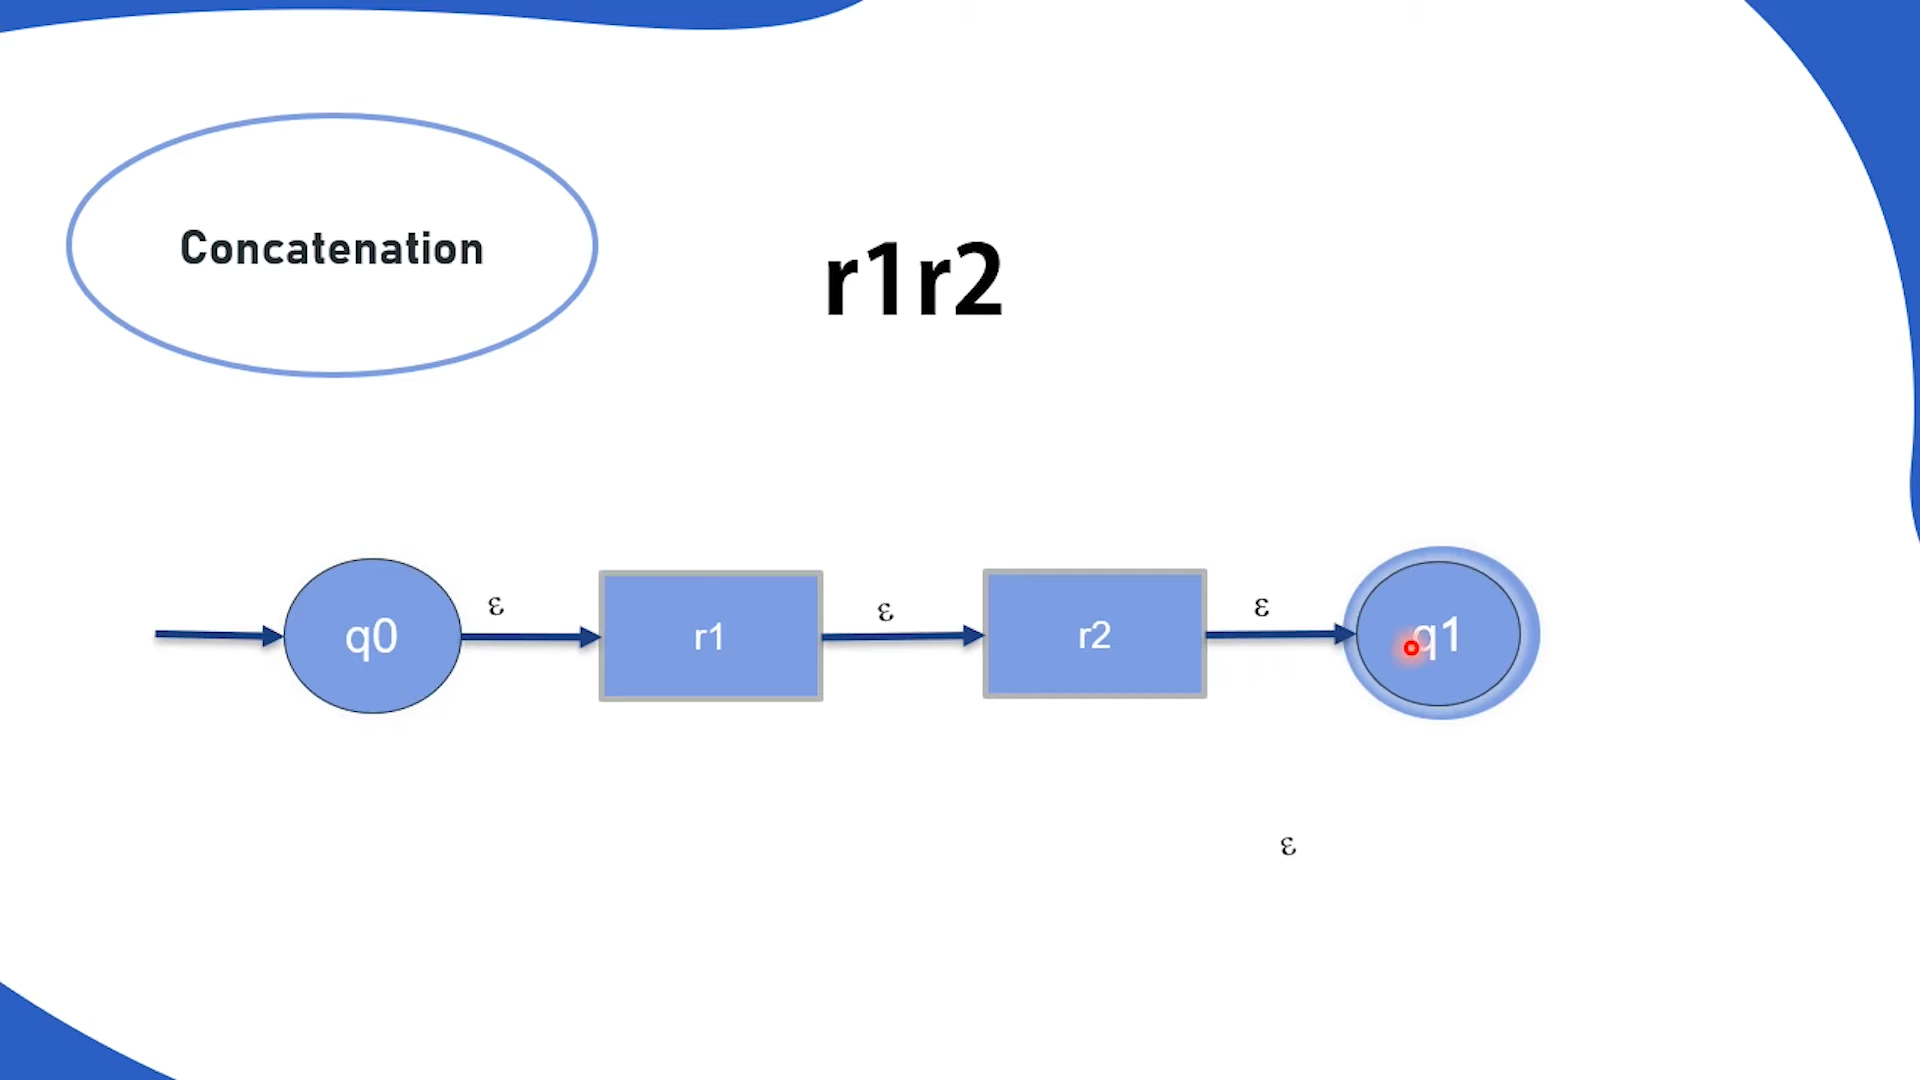 Concatenation
r1r2
ε ε ε
q0 r1 r2 q1
ε